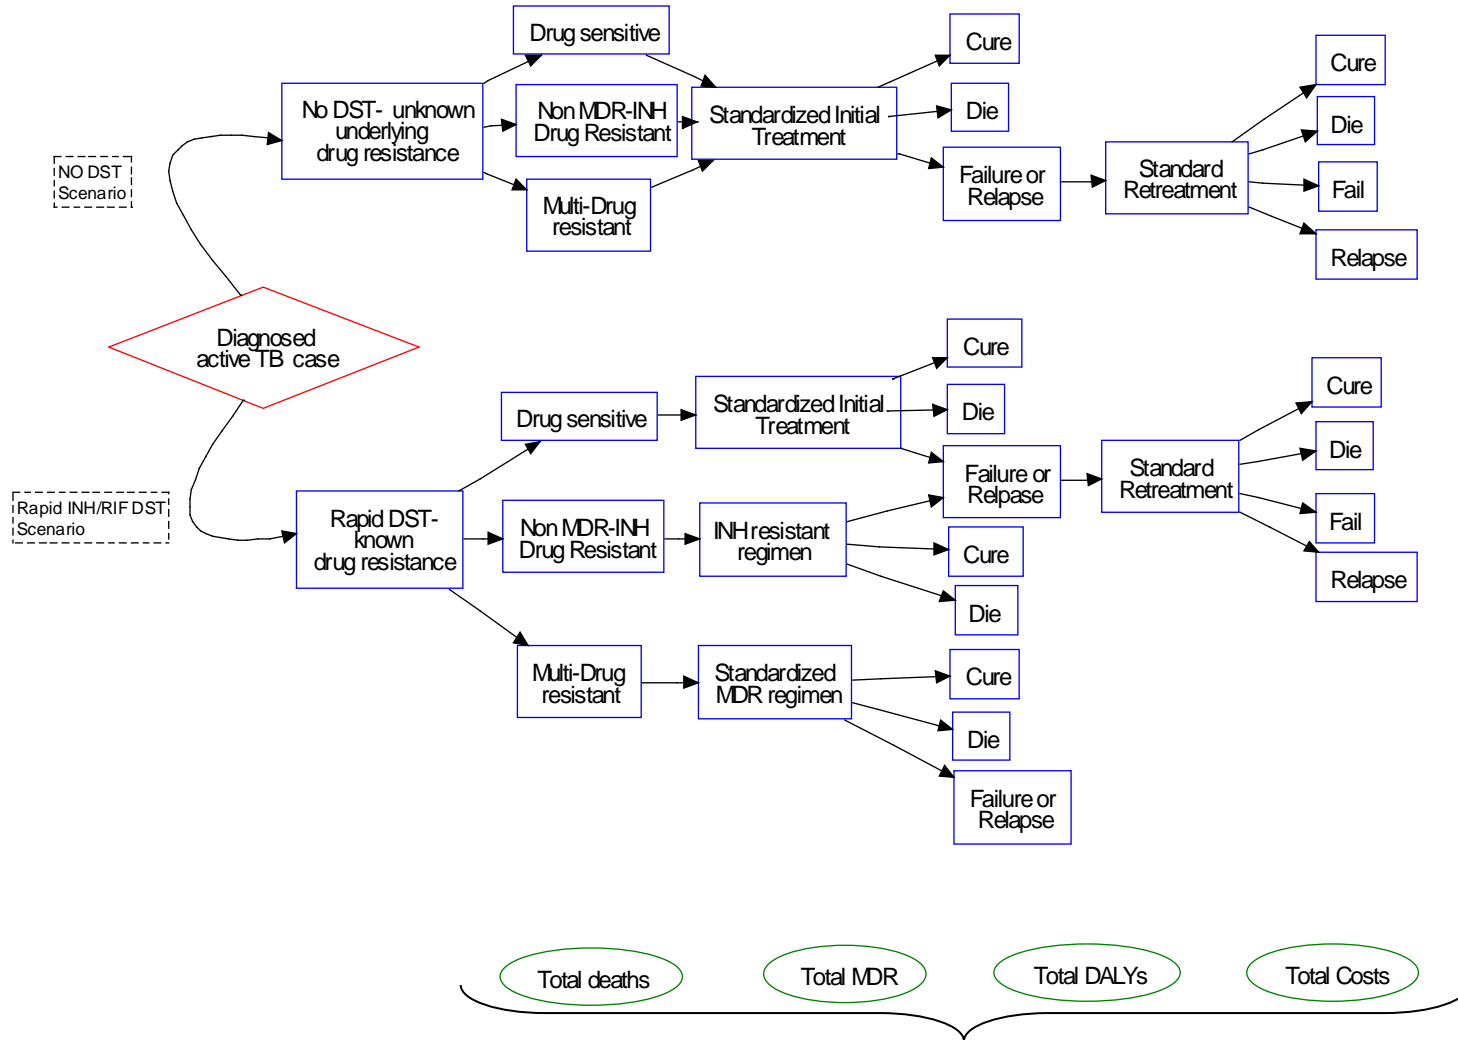 NO DST
Scenario
No DST- unknown
underlying
drug resistance
Drug sensitive
Non MDR-INH
Drug Resistant
Multi-Drug
resistant
Standardized Initial
Treatment
Cure
Die
Failure or
Relapse
Standard
Retreatment
Cure
Die
Fail
Relapse
Diagnosed
active TB case
Rapid INH/RIF DST
Scenario
Rapid DST-
known
drug resistance
Drug sensitive
Standardized Initial
Treatment
Cure
Die
Failure or
Relpase
Standard
Retreatment
Cure
Die
Fail
Relapse
Non MDR-INH
Drug Resistant
INH resistant
regimen
Cure
Die
Multi-Drug
resistant
Standardized
MDR regimen
Cure
Die
Failure or
Relapse
Total deaths
Total MDR
Total DALYs
Total Costs